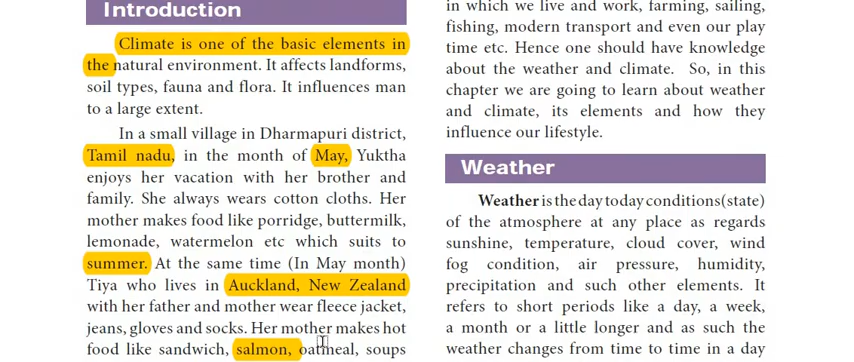 Introduction
Climate is one of the basic elements in
the natural environment. It affects landforms,
soil types, fauna and flora. It influences man
to a large extent.
In a small village in Dharmapuri district,
Tamil nadu, in the month of May, Yuktha
enjoys her vacation with her brother and
family. She always wears cotton cloths. Her
mother makes food like porridge, buttermilk,
lemonade, watermelon etc which suits to
summer. At the same time (In May month)
Tiya who lives in Auckland, New Zealand
with her father and mother wear fleece jacket,
jeans, gloves and socks. Her mother makes hot
food like sandwich, salmon, oatmeal, soups
in which we live and work, farming, sailing,
fishing, modern transport and even our play
time etc. Hence one should have knowledge
about the weather and climate. So, in this
chapter we are going to learn about weather
and climate, its elements and how they
influence our lifestyle.
Weather
Weather is the day today conditions (state)
of the atmosphere at any place as regards
sunshine, temperature, cloud cover, wind
fog condition, air pressure, humidity,
precipitation and such other elements. It
refers to short periods like a day, a week,
a month or a little longer and as such the
weather changes from time to time in a day